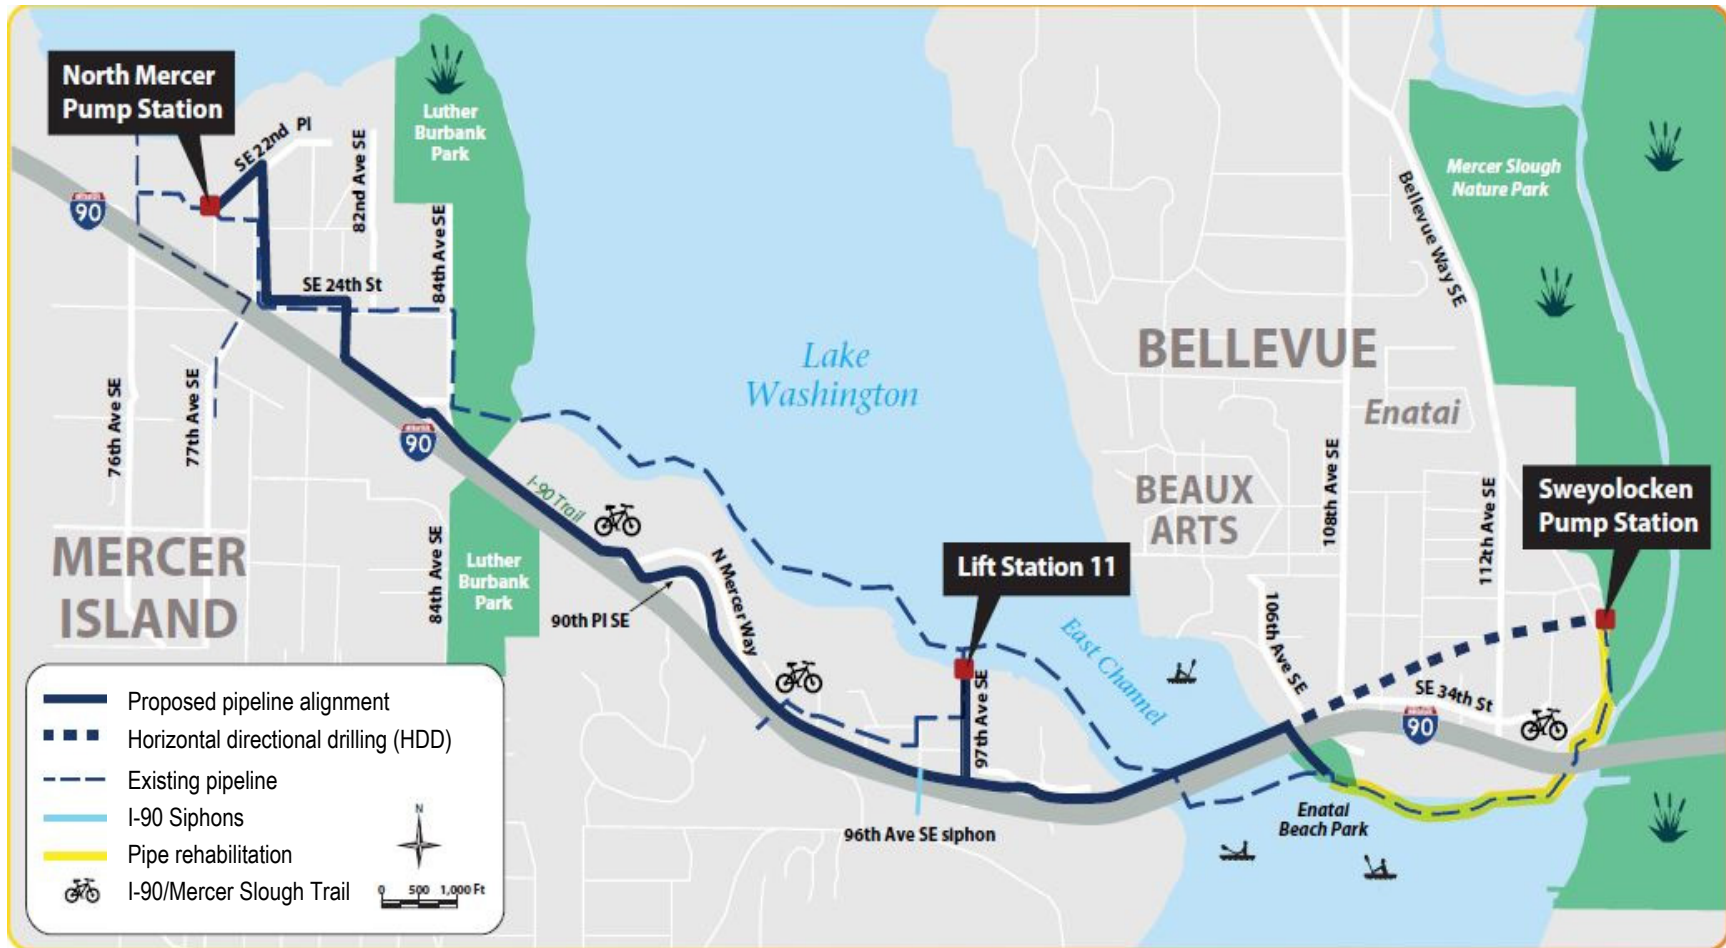 North Mercer
Pump Station
SE 22nd Pl
82nd Ave SE
Luther
Burbank
Park
84th Ave SE
90
SE 24th St
76th Ave SE
77th Ave SE
90
I-90 Trail
MERCER
ISLAND
84th Ave SE
Luther
Burbank
Park
90th Pl SE
N Mercer Way
Lake
Washington
Lift Station 11
97th Ave SE
96th Ave SE siphon
East Channel
BELLEVUE
Enatai
BEAUX
ARTS
Mercer Slough
Nature Park
Bellevue Way SE
108th Ave SE
112th Ave SE
106th Ave SE
Sweyolocken
Pump Station
SE 34th St
90
Enatai
Beach Park
Proposed pipeline alignment
Horizontal directional drilling (HDD)
Existing pipeline
I-90 Siphons
Pipe rehabilitation
I-90/Mercer Slough Trail
N
0 500 1,000 Ft